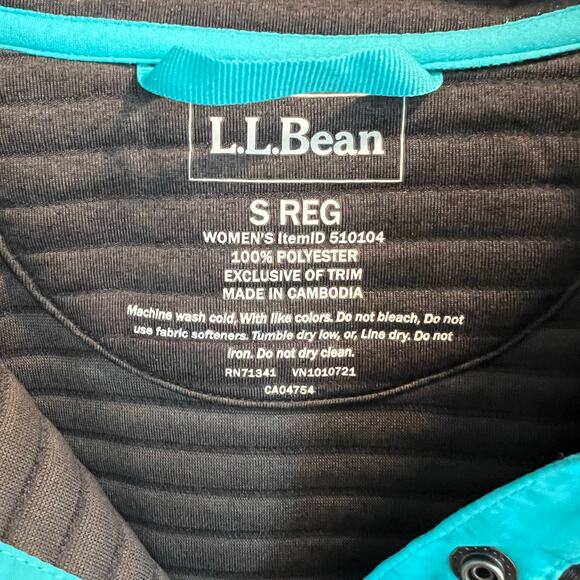 L.L.Bean
S REG
WOMEN'S ItemID 510104
100% POLYESTER
EXCLUSIVE OF TRIM
MADE IN CAMBODIA
Machine wash cold, With like colors. Do not bleach, Do not
use fabric softeners. Tumble dry low, or, Line dry. Do not
iron. Do not dry clean.
RN71341 VN1010721
CA04754